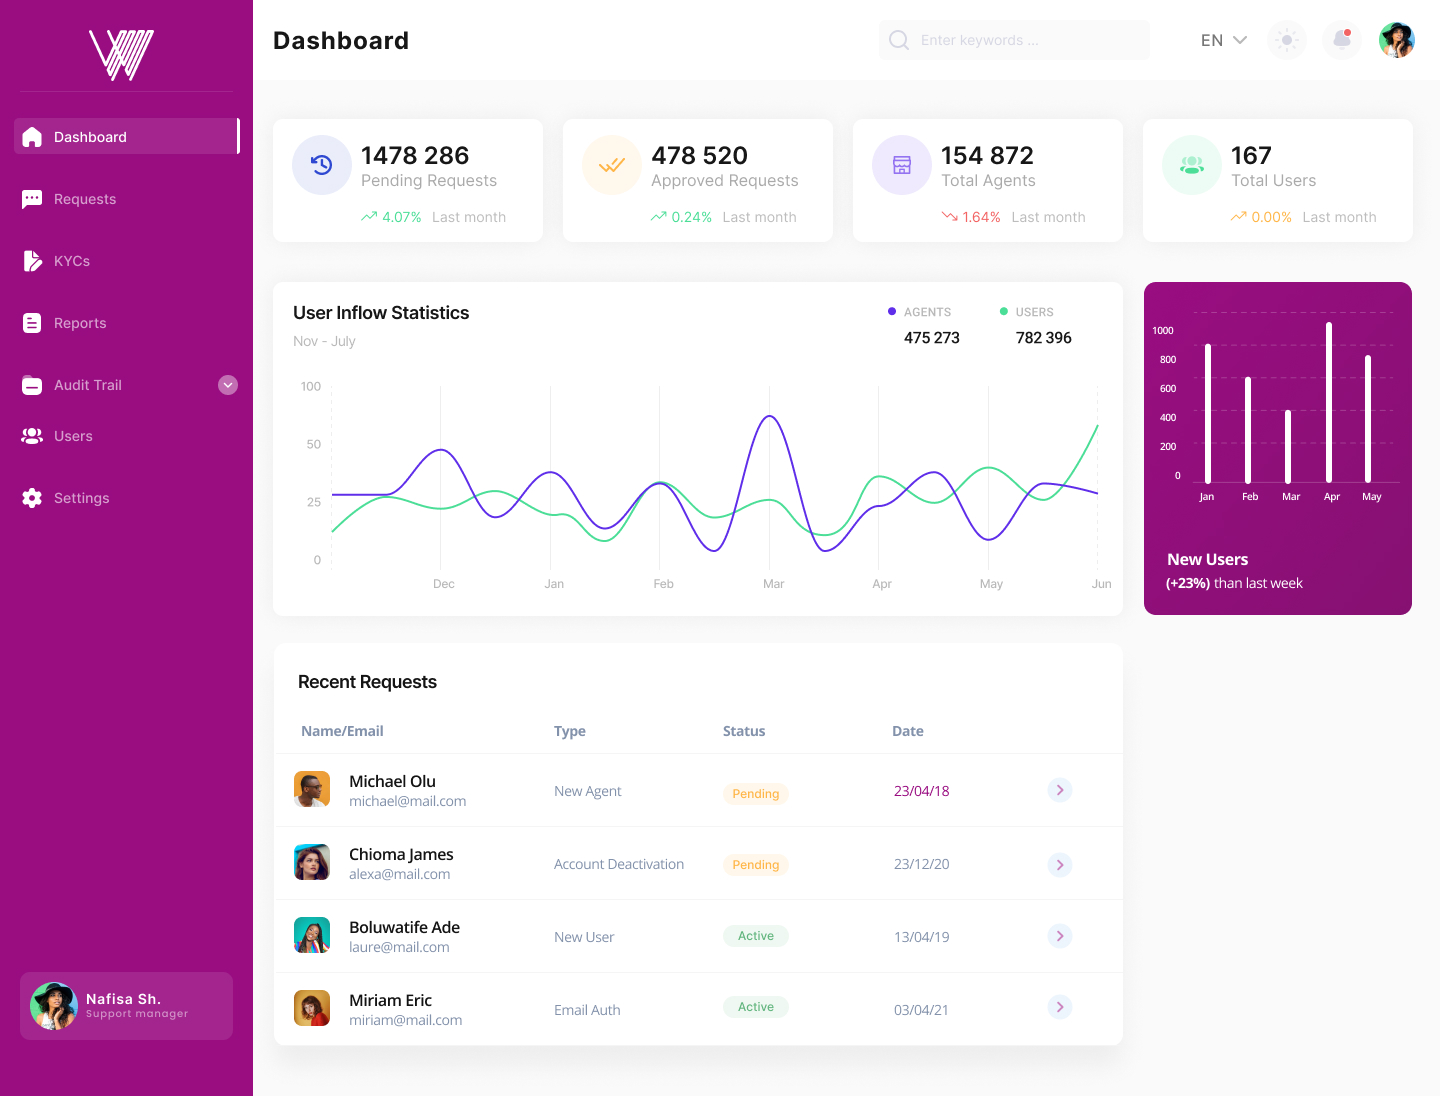 Dashboard
Enter keywords ...
EN
Dashboard
Requests
KYCs
Reports
Audit Trail
Users
Settings
Nafisa Sh.
Support manager
1478 286
Pending Requests
4.07% Last month
478 520
Approved Requests
0.24% Last month
154 872
Total Agents
1.64% Last month
167
Total Users
0.00% Last month
User Inflow Statistics
Nov - July
AGENTS
475 273
USERS
782 396
100
50
25
0
Dec Jan Feb Mar Apr May Jun
1000
800
600
400
200
0
Jan Feb Mar Apr May
New Users
(+23%) than last week
Recent Requests
Name/Email Type Status Date
Michael Olu
michael@mail.com
New Agent
Pending
23/04/18
Chioma James
alexa@mail.com
Account Deactivation
Pending
23/12/20
Boluwatife Ade
laure@mail.com
New User
Active
13/04/19
Miriam Eric
miriam@mail.com
Email Auth
Active
03/04/21